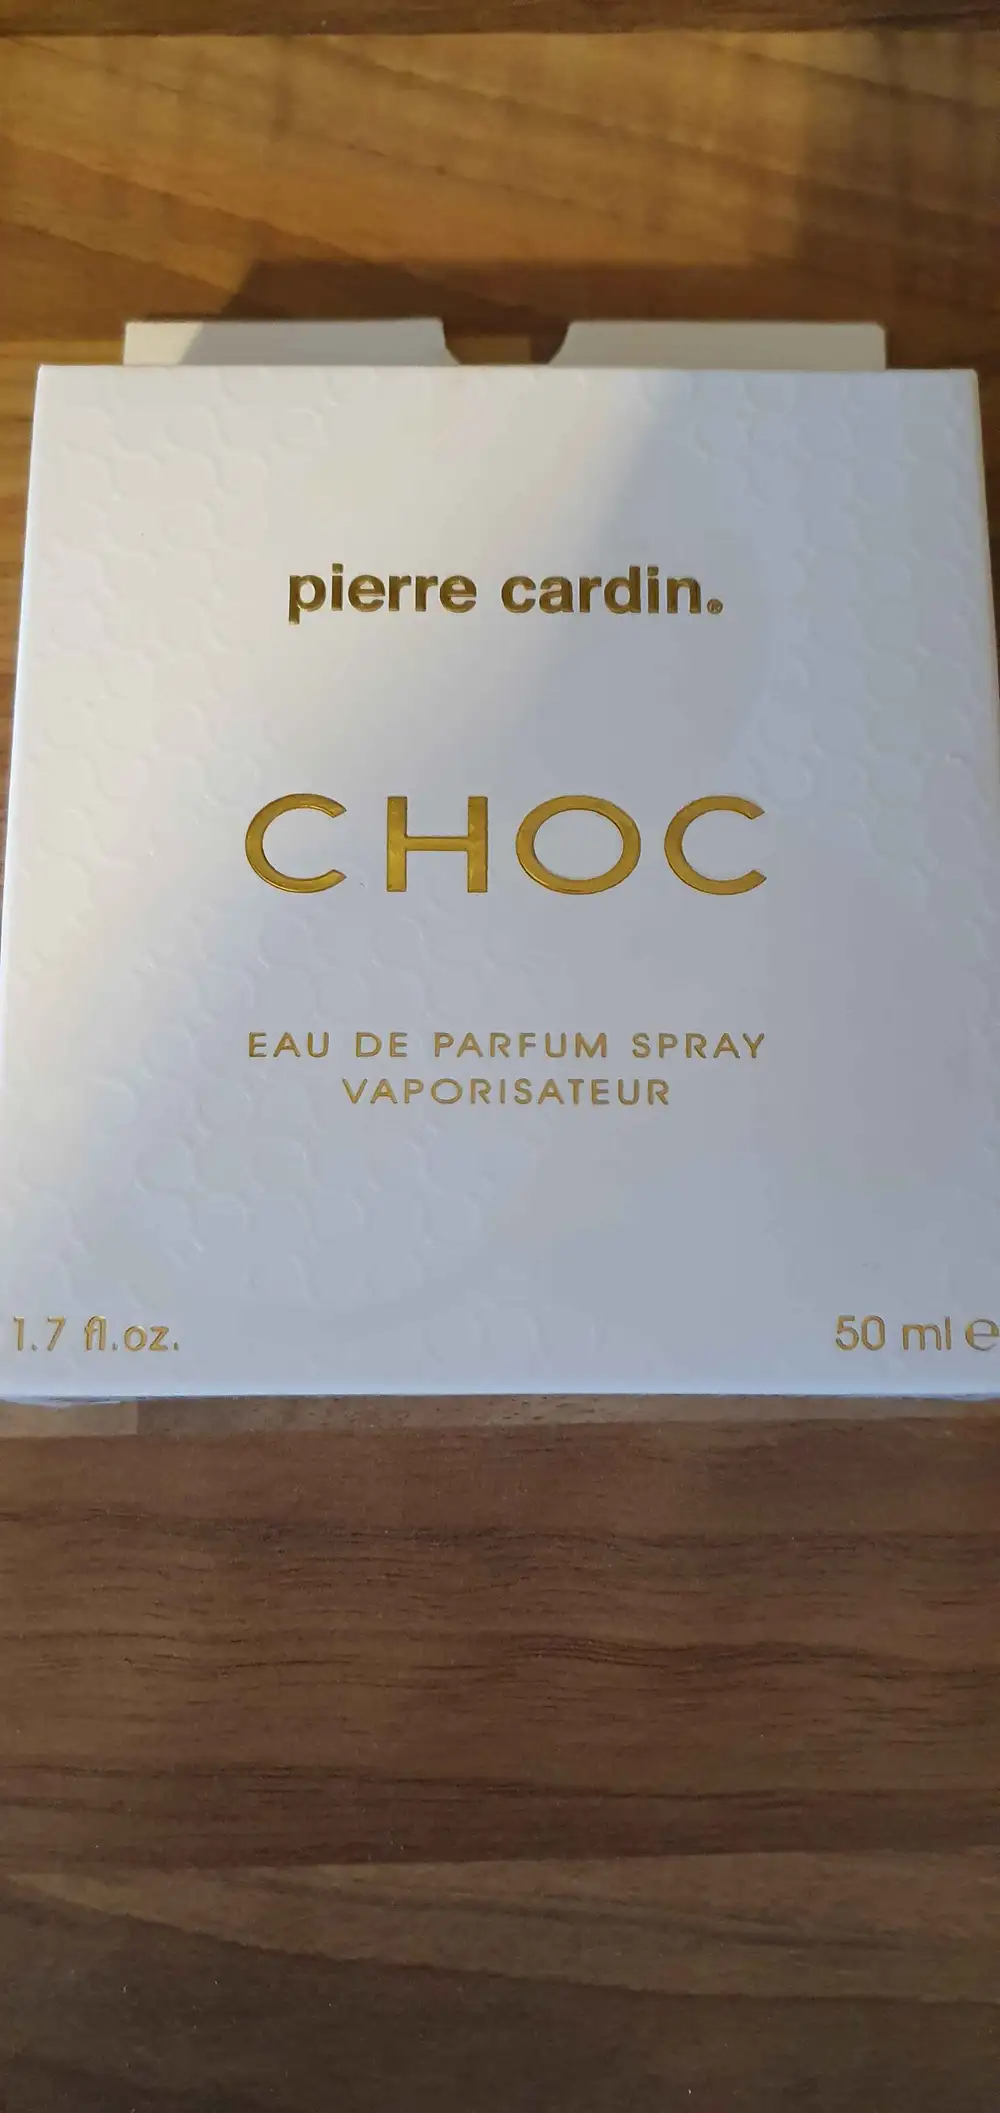 pierre cardin.®
CHOC
EAU DE PARFUM SPRAY
VAPORISATEUR
1.7 fl.oz.
50 ml ℮